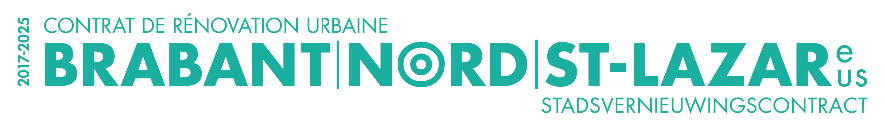 2017-2025
CONTRAT DE RÉNOVATION URBAINE
BRABANT|NORD|ST-LAZAR e us
STADSVERNIEUWINGSCONTRACT